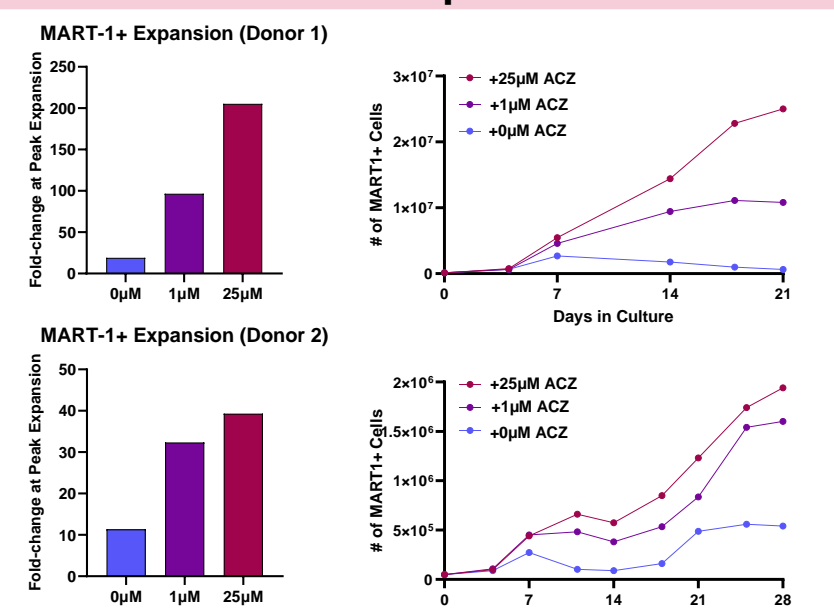 MART-1+ Expansion (Donor 1)
Fold-change at Peak Expansion
250
200
150
100
50
0
0µM 1µM 25µM
# of MART1+ Cells
3×10⁷
2×10⁷
1×10⁷
0
+25µM ACZ
+1µM ACZ
+0µM ACZ
0 7 14 21
Days in Culture
MART-1+ Expansion (Donor 2)
Fold-change at Peak Expansion
50
40
30
20
10
0
0µM 1µM 25µM
# of MART1+ Cells
2×10⁶
1.5×10⁶
1×10⁶
5×10⁵
0
+25µM ACZ
+1µM ACZ
+0µM ACZ
0 7 14 21 28